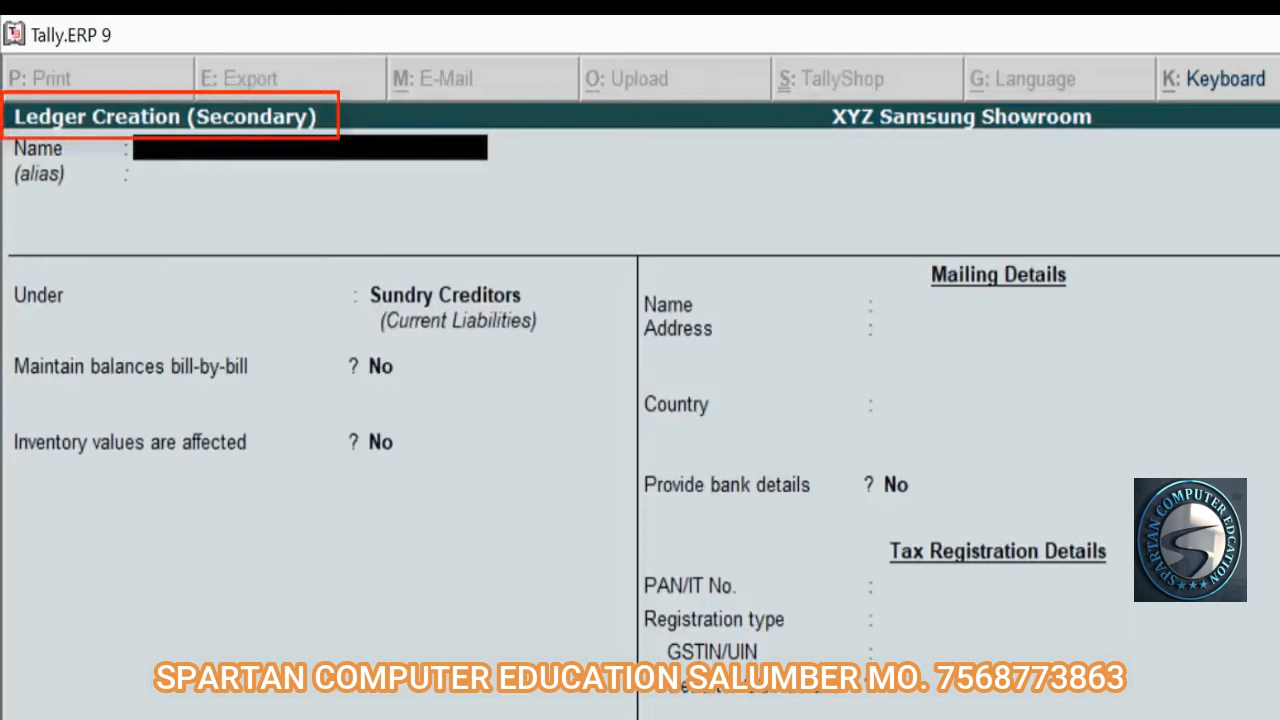 Tally.ERP 9
P: Print E: Export M: E-Mail O: Upload S: TallyShop G: Language K: Keyboard
Ledger Creation (Secondary) XYZ Samsung Showroom
Name :
(alias) :
Mailing Details
Under : Sundry Creditors
(Current Liabilities)
Name :
Address :
Maintain balances bill-by-bill ? No
Country :
Inventory values are affected ? No
Provide bank details ? No
SPARTAN COMPUTER EDCATION
SPARTAN
Tax Registration Details
PAN/IT No. :
Registration type :
GSTIN/UIN :
SPARTAN COMPUTER EDUCATION SALUMBER MO. 7568773863